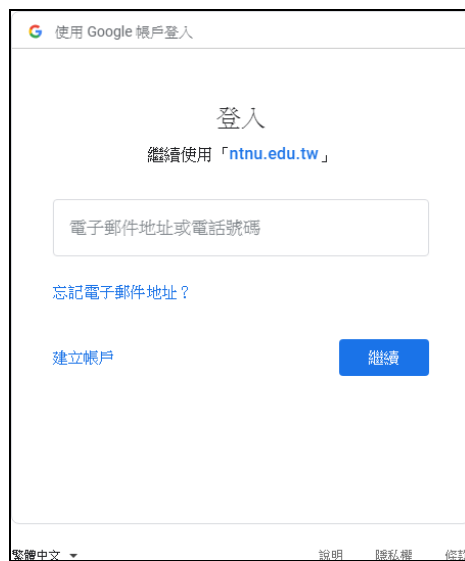 使用 Google 帳戶登入
登入
繼續使用「ntnu.edu.tw」
電子郵件地址或電話號碼
忘記電子郵件地址？
建立帳戶
繼續
繁體中文
說明
隱私權